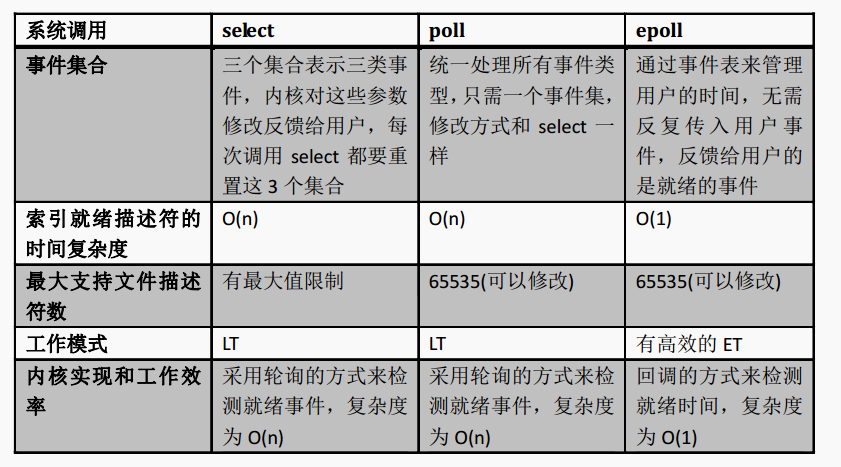 系统调用 select poll epoll
事件集合 三个集合表示三类事 统一处理所有事件类 通过事件表来管理
件，内核对这些参数 型，只需一个事件集， 用户的时间，无需
修改反馈给用户，每 修改方式和 select 一 反复传入用户事
次调用 select 都要重 样 件，反馈给用户的
置这 3 个集合 是就绪的事件
索引就绪描述符的 O(n) O(n) O(1)
时间复杂度
最大支持文件描述 有最大值限制 65535(可以修改) 65535(可以修改)
符数
工作模式 LT LT 有高效的 ET
内核实现和工作效 采用轮询的方式来检 采用轮询的方式来检 回调的方式来检测
率 测就绪事件，复杂度 测就绪事件，复杂度 就绪时间，复杂度
为 O(n) 为 O(n) 为 O(1)